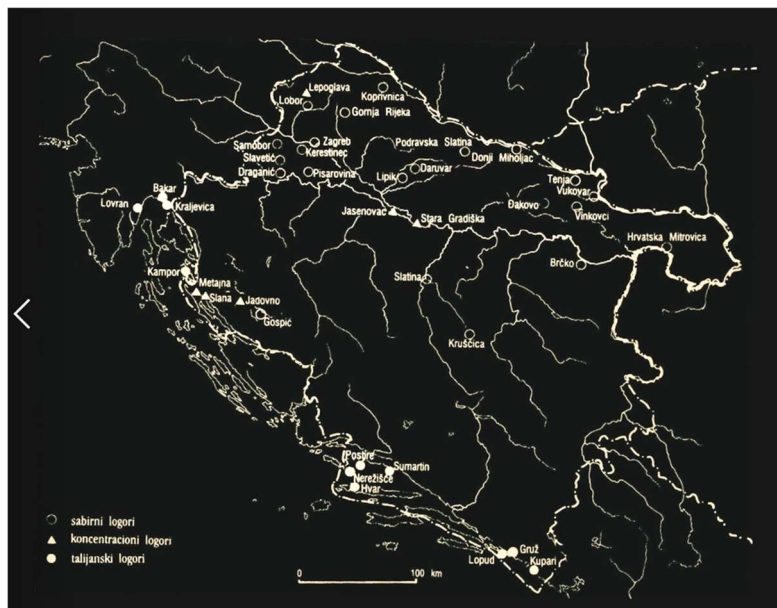 Lepoglava
Koprivnica
Lobor
Gornja Rijeka
Samobor
Zagreb
Kerestinec
Podravska Slatina
Donji Miholjac
Slavetić
Draganić
Pisarovina
Daruvar
Lipik
Tenja
Vukovar
Bakar
Lovran
Kraljevica
Jasenovac
Stara Gradiška
Đakovo
Vinkovci
Hrvatska Mitrovica
Kampor
Metajna
Slana
Jadovno
Gospić
Slatina
Brčko
Kruščica
Postire
Sumartin
Nerežišće
Hvar
sabirni logori
koncentracioni logori
talijanski logori
Gruž
Lopud
Kupari
0 100 km